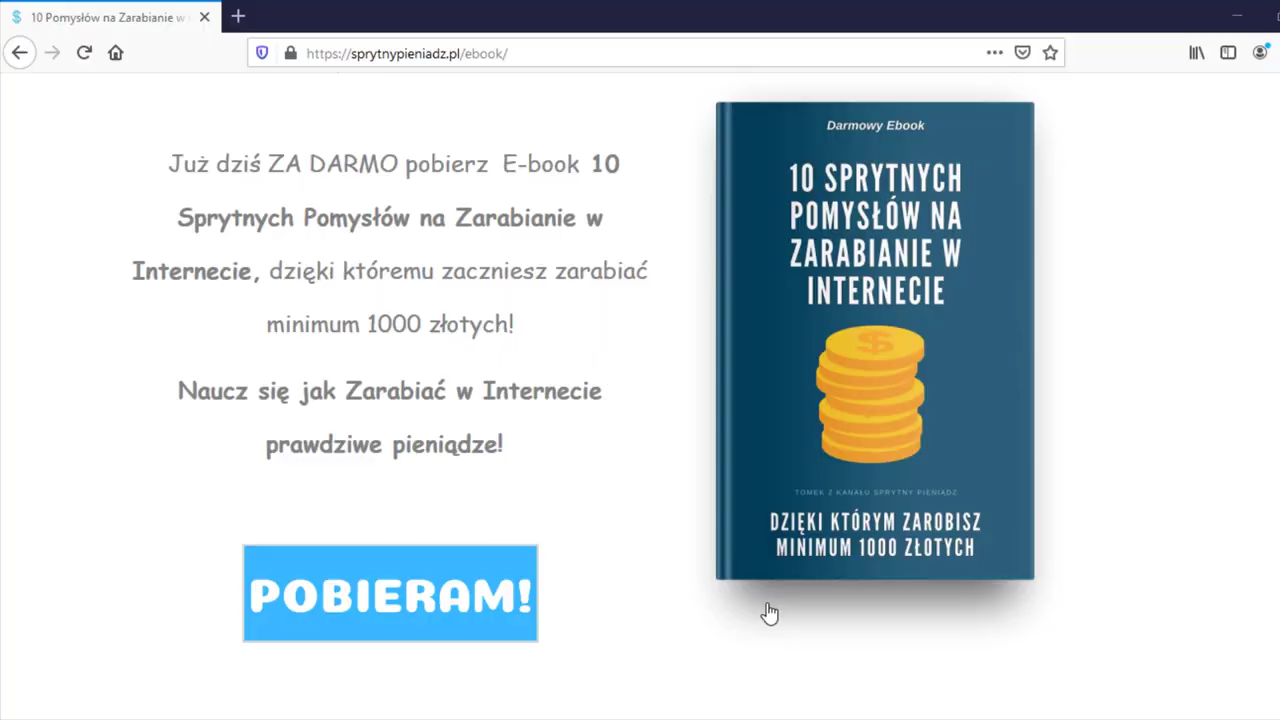 10 Pomysłów na Zarabianie w
https://sprytnypieniadz.pl/ebook/
Już dziś ZA DARMO pobierz E-book 10
Sprytnych Pomysłów na Zarabianie w
Internecie, dzięki któremu zaczniesz zarabiać
minimum 1000 złotych!
Naucz się jak Zarabiać w Internecie
prawdziwe pieniądze!
POBIERAM!
Darmowy Ebook
10 SPRYTNYCH
POMYSŁÓW NA
ZARABIANIE W
INTERNECIE
TOMEK Z KANAŁU SPRYTNY PIENIĄDZ
DZIĘKI KTÓRYM ZAROBISZ
MINIMUM 1000 ZŁOTYCH